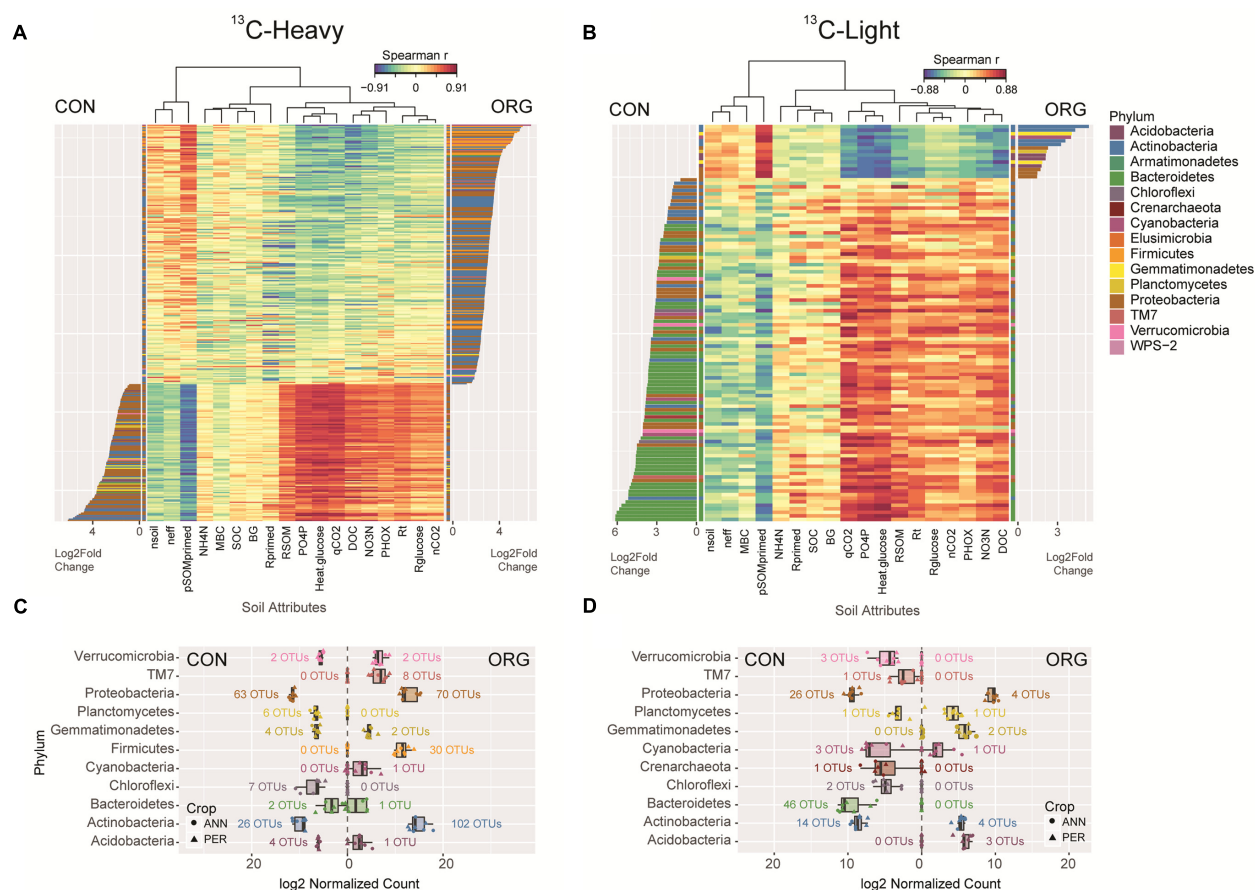 A
13C-Heavy
Spearman r
−0.91 0 0.91
CON
ORG
4 0
0 4
Log2Fold Change
Log2Fold Change
nsoil
neff
pSOMprimed
NH4N
MBC
SOC
BG
Rprimed
RSOM
PO4P
Heat.glucose
qCO2
DOC
NO3N
PHOX
Rt
Rglucose
nCO2
Soil Attributes
B
13C-Light
Spearman r
−0.88 0 0.88
CON
ORG
6 3 0
0 3
Log2Fold Change
Log2Fold Change
nsoil
neff
MBC
pSOMprimed
NH4N
Rprimed
SOC
BG
qCO2
PO4P
Heat.glucose
RSOM
Rt
Rglucose
nCO2
PHOX
NO3N
DOC
Phylum
Acidobacteria
Actinobacteria
Armatimonadetes
Bacteroidetes
Chloroflexi
Crenarchaeota
Cyanobacteria
Elusimicrobia
Firmicutes
Gemmatimonadetes
Planctomycetes
Proteobacteria
TM7
Verrucomicrobia
WPS−2
C
CON
ORG
Phylum
Verrucomicrobia 2 OTUs 2 OTUs
TM7 0 OTUs 8 OTUs
Proteobacteria 63 OTUs 70 OTUs
Planctomycetes 6 OTUs 0 OTUs
Gemmatimonadetes 4 OTUs 2 OTUs
Firmicutes 0 OTUs 30 OTUs
Cyanobacteria 0 OTUs 1 OTU
Chloroflexi 7 OTUs 0 OTUs
Bacteroidetes 2 OTUs 1 OTU
Actinobacteria 26 OTUs 102 OTUs
Acidobacteria 4 OTUs 1 OTU
Crop
ANN
PER
20 0 20
log2 Normalized Count
D
CON
ORG
Verrucomicrobia 3 OTUs 0 OTUs
TM7 1 OTUs 0 OTUs
Proteobacteria 26 OTUs 4 OTUs
Planctomycetes 1 OTUs 1 OTU
Gemmatimonadetes 0 OTUs 2 OTUs
Cyanobacteria 3 OTUs 1 OTU
Crenarchaeota 1 OTUs 0 OTUs
Chloroflexi 2 OTUs 0 OTUs
Bacteroidetes 46 OTUs 0 OTUs
Actinobacteria 14 OTUs 4 OTUs
Acidobacteria 0 OTUs 3 OTUs
Crop
ANN
PER
20 10 0 10 20
log2 Normalized Count